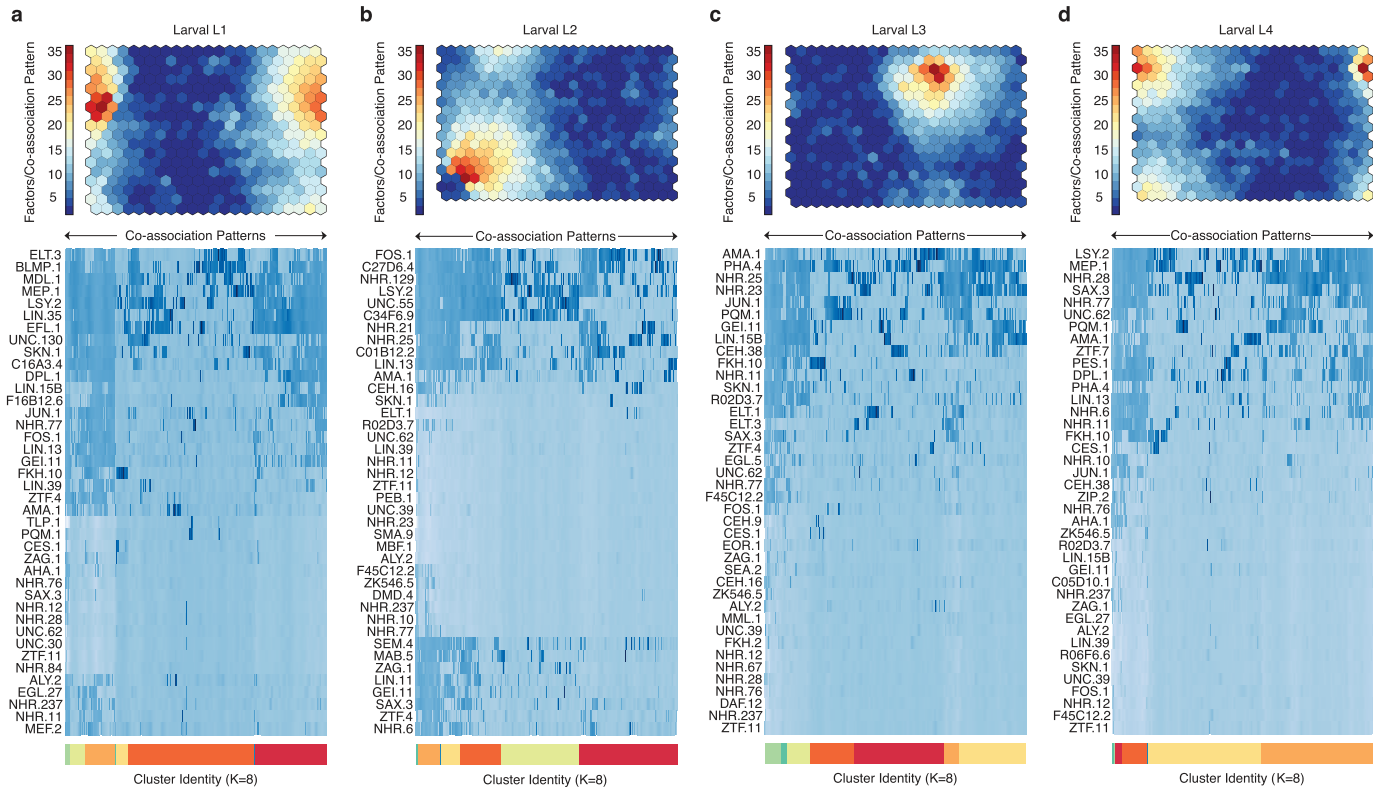 a
Larval L1
Factors/Co-association Pattern
35
30
25
20
15
10
5
Co-association Patterns
ELT.3
BLMP.1
MDL.1
MEP.1
LSY.2
LIN.35
EFL.1
UNC.130
SKN.1
C16A3.4
DPL.1
LIN.15B
F16B12.6
JUN.1
NHR.77
FOS.1
LIN.13
GEI.11
FKH.10
LIN.39
ZTF.4
AMA.1
TLP.1
PQM.1
CES.1
ZAG.1
AHA.1
NHR.76
SAX.3
NHR.12
NHR.28
UNC.62
UNC.30
ZTF.11
NHR.84
ALY.2
EGL.27
NHR.237
NHR.11
MEF.2
Cluster Identity (K=8)
b
Larval L2
Factors/Co-association Pattern
35
30
25
20
15
10
5
Co-association Patterns
FOS.1
C27D6.4
NHR.129
LSY.2
UNC.55
C34F6.9
NHR.21
NHR.25
C01B12.2
LIN.13
AMA.1
CEH.16
SKN.1
ELT.1
R02D3.7
UNC.62
LIN.39
NHR.11
NHR.12
ZTF.11
PEB.1
UNC.39
NHR.23
SMA.9
MBF.1
ALY.2
F45C12.2
ZK546.5
DMD.4
NHR.237
NHR.10
NHR.77
SEM.4
MAB.5
ZAG.1
LIN.11
GEI.11
SAX.3
ZTF.4
NHR.6
Cluster Identity (K=8)
c
Larval L3
Factors/Co-association Pattern
35
30
25
20
15
10
5
Co-association Patterns
AMA.1
PHA.4
NHR.25
NHR.23
JUN.1
PQM.1
GEI.11
LIN.15B
CEH.38
FKH.10
NHR.11
SKN.1
R02D3.7
ELT.1
ELT.3
SAX.3
ZTF.4
EGL.5
UNC.62
NHR.77
F45C12.2
FOS.1
CEH.9
CES.1
EOR.1
ZAG.1
SEA.2
CEH.16
ZK546.5
ALY.2
MML.1
UNC.39
FKH.2
NHR.12
NHR.67
NHR.28
NHR.76
DAF.12
NHR.237
ZTF.11
Cluster Identity (K=8)
d
Larval L4
Factors/Co-association Pattern
35
30
25
20
15
10
5
Co-association Patterns
LSY.2
MEP.1
NHR.28
SAX.3
NHR.77
UNC.62
PQM.1
AMA.1
ZTF.7
PES.1
DPL.1
PHA.4
LIN.13
NHR.6
NHR.11
FKH.10
CES.1
NHR.10
JUN.1
CEH.38
ZIP.2
NHR.76
AHA.1
ZK546.5
R02D3.7
LIN.15B
GEI.11
C05D10.1
NHR.237
ZAG.1
EGL.27
ALY.2
LIN.39
R06F6.6
SKN.1
UNC.39
FOS.1
NHR.12
F45C12.2
ZTF.11
Cluster Identity (K=8)